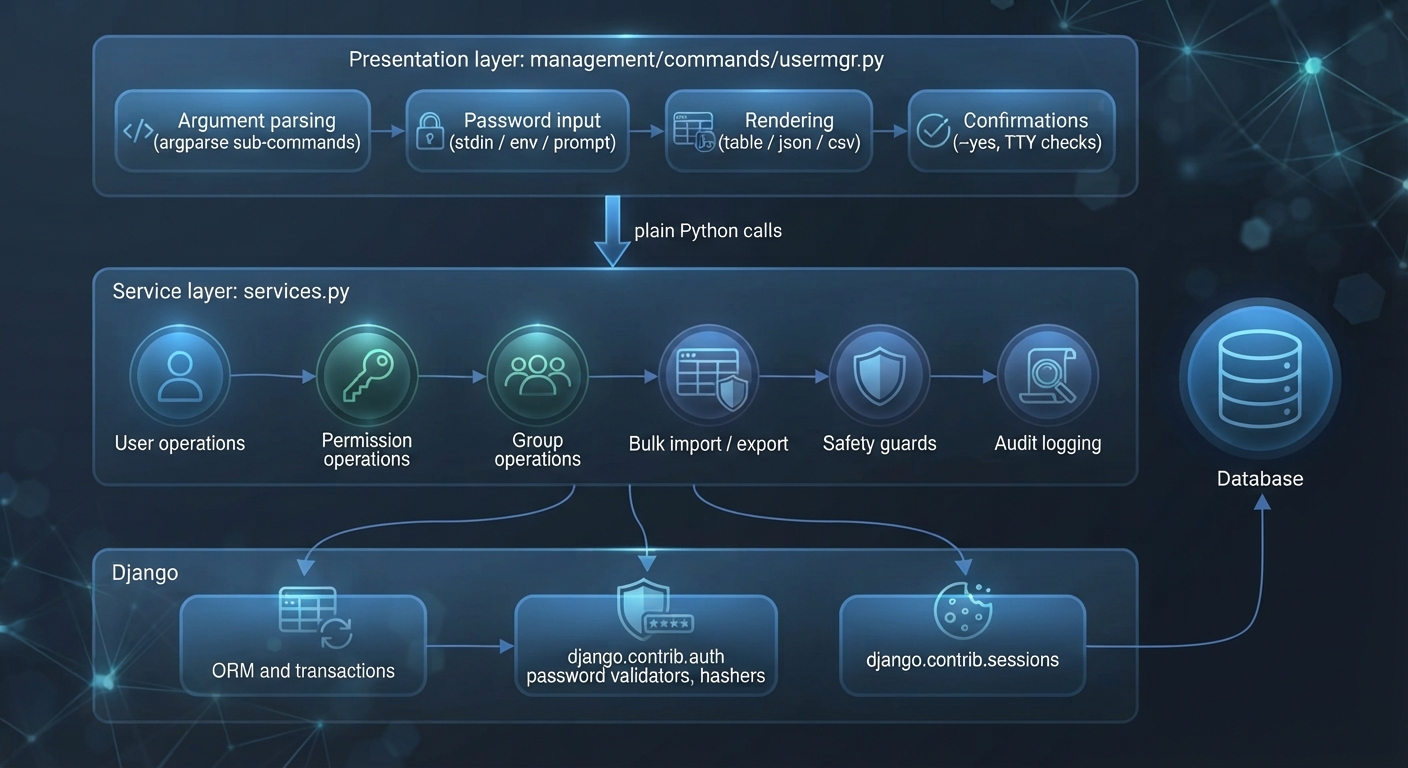 Presentation layer: management/commands/usermgr.py
</>
Argument parsing
(argparse sub-commands)
Password input
(stdin / env / prompt)
Rendering
(table / json / csv)
Confirmations
(–yes, TTY checks)
plain Python calls
Service layer: services.py
User operations
Permission
operations
Group
operations
Bulk import / export
Safety guards
Audit logging
Database
Django
ORM and transactions
****
django.contrib.auth
password validators, hashers
django.contrib.sessions